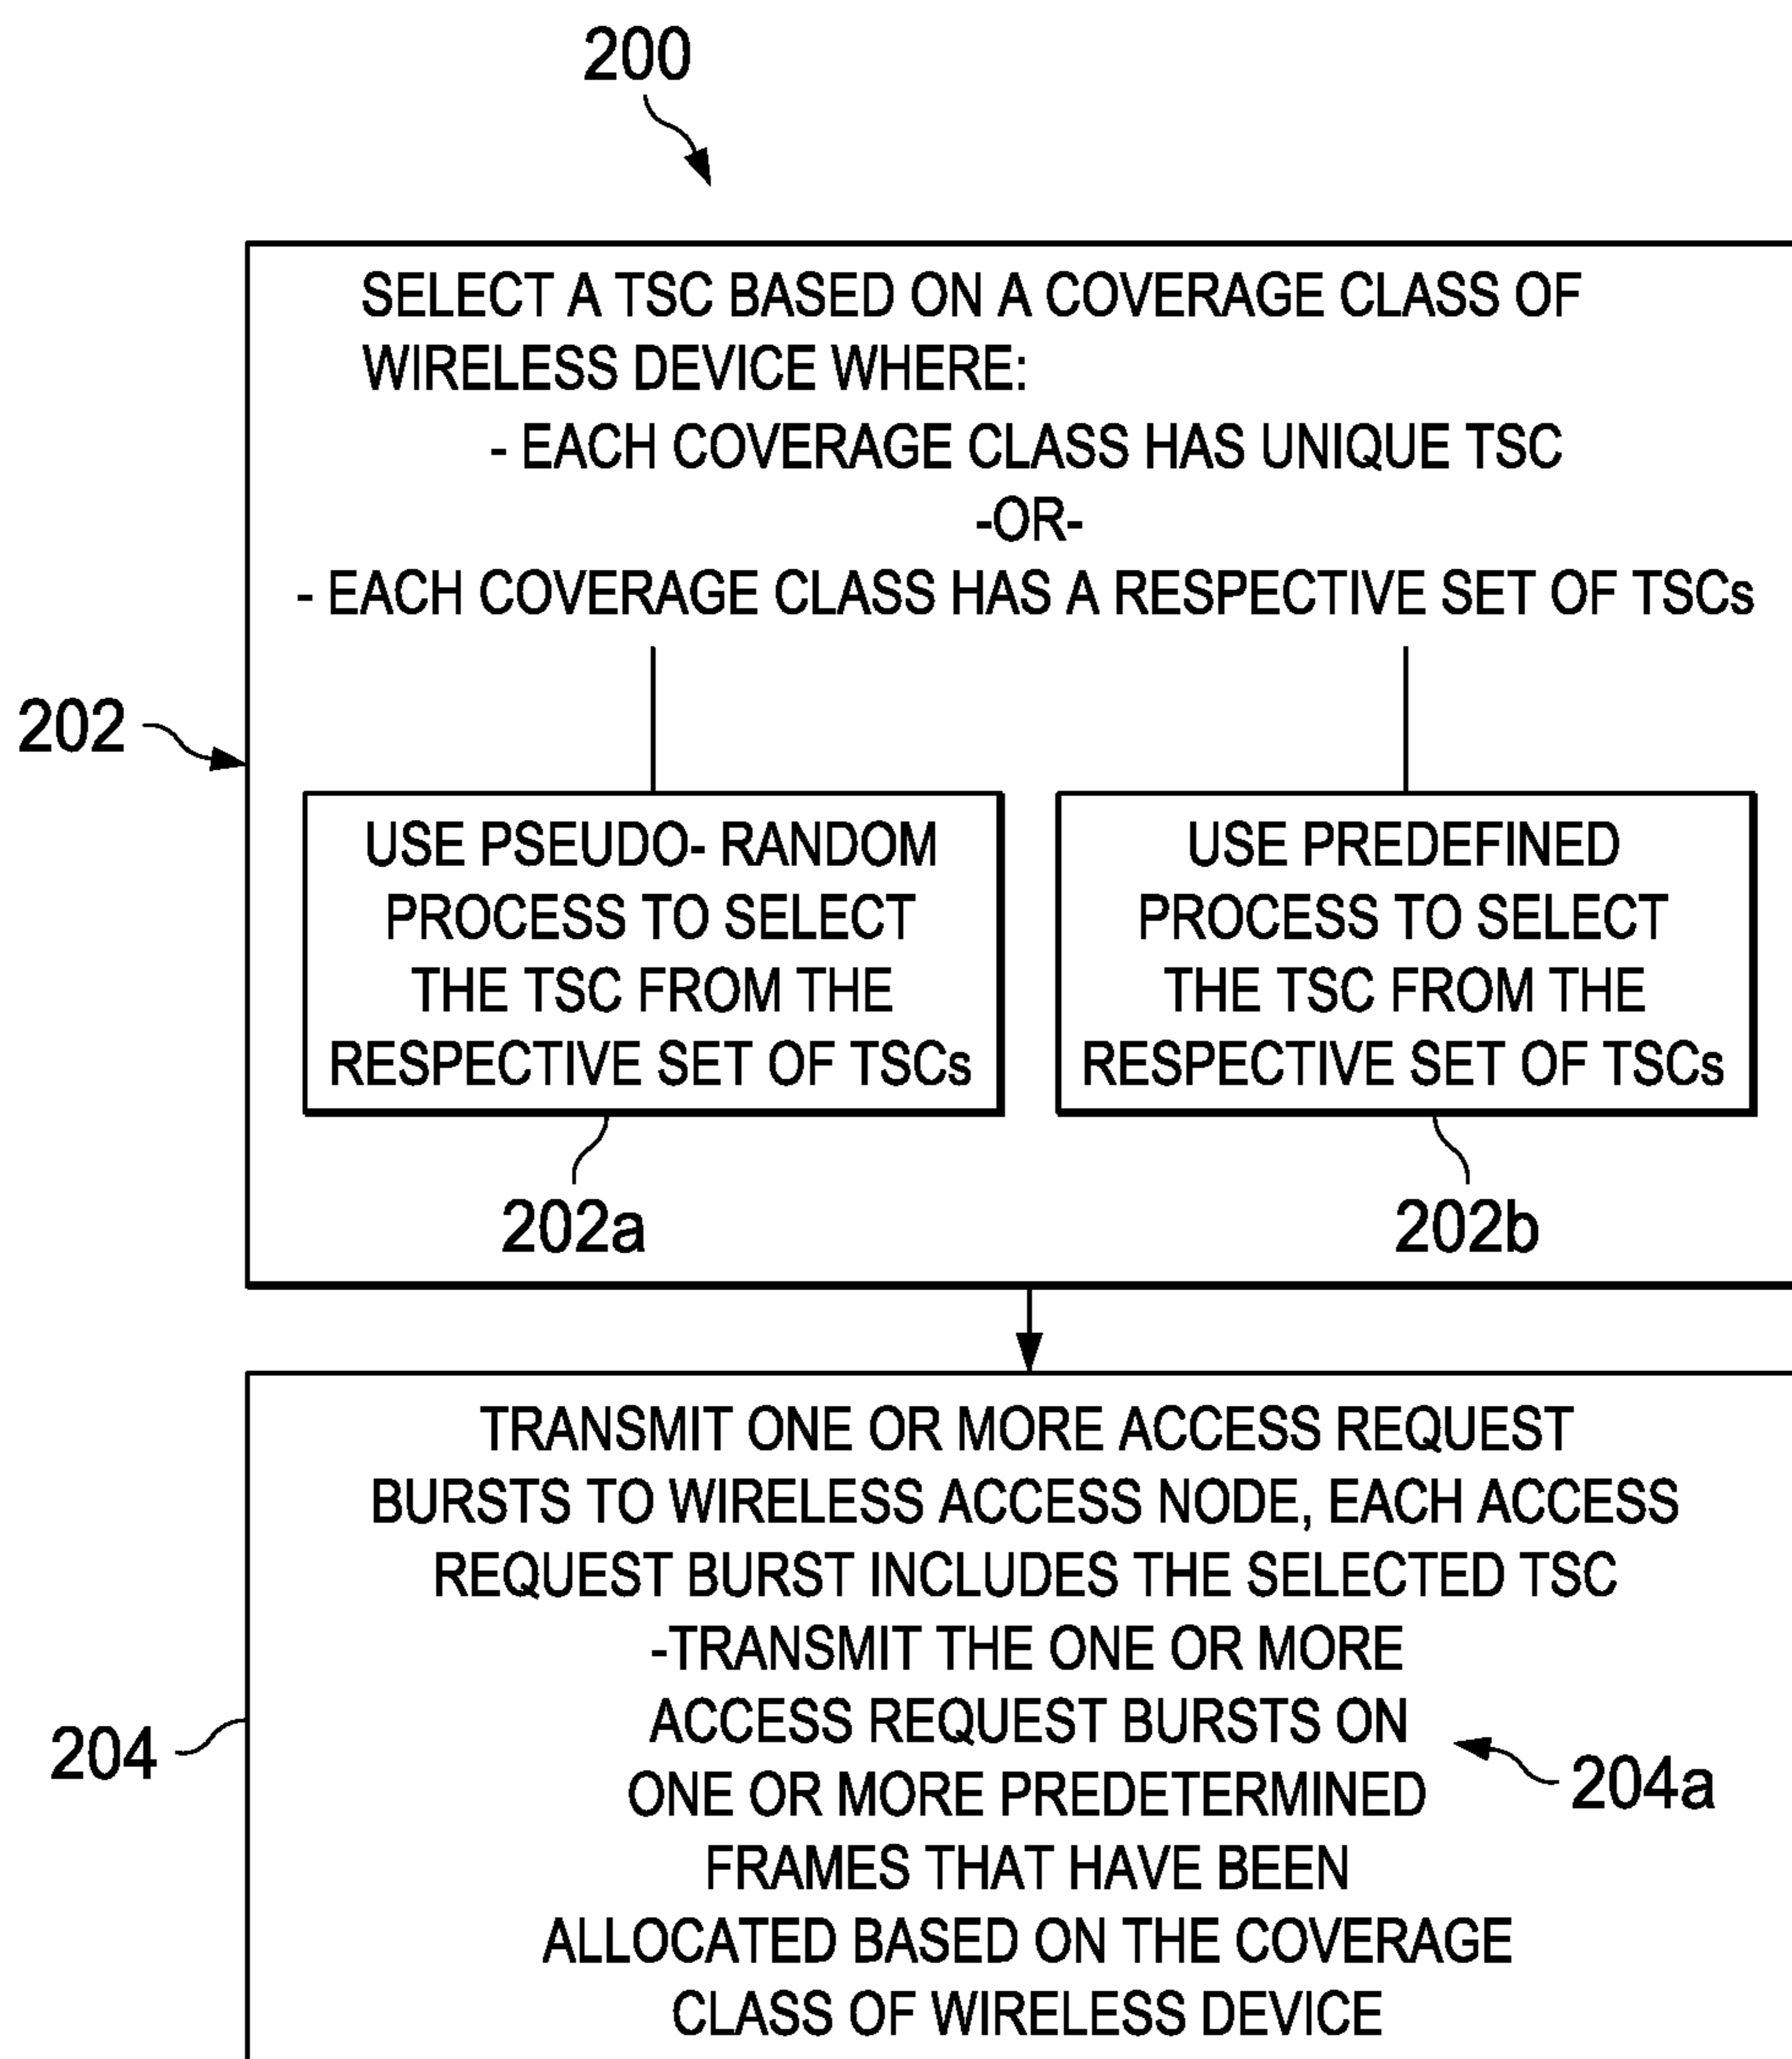 200
SELECT A TSC BASED ON A COVERAGE CLASS OF
WIRELESS DEVICE WHERE:
- EACH COVERAGE CLASS HAS UNIQUE TSC
-OR-
- EACH COVERAGE CLASS HAS A RESPECTIVE SET OF TSCs
202
USE PSEUDO- RANDOM
PROCESS TO SELECT
THE TSC FROM THE
RESPECTIVE SET OF TSCs
202a
USE PREDEFINED
PROCESS TO SELECT
THE TSC FROM THE
RESPECTIVE SET OF TSCs
202b
TRANSMIT ONE OR MORE ACCESS REQUEST
BURSTS TO WIRELESS ACCESS NODE, EACH ACCESS
REQUEST BURST INCLUDES THE SELECTED TSC
-TRANSMIT THE ONE OR MORE
ACCESS REQUEST BURSTS ON
ONE OR MORE PREDETERMINED
FRAMES THAT HAVE BEEN
ALLOCATED BASED ON THE COVERAGE
CLASS OF WIRELESS DEVICE
204
204a